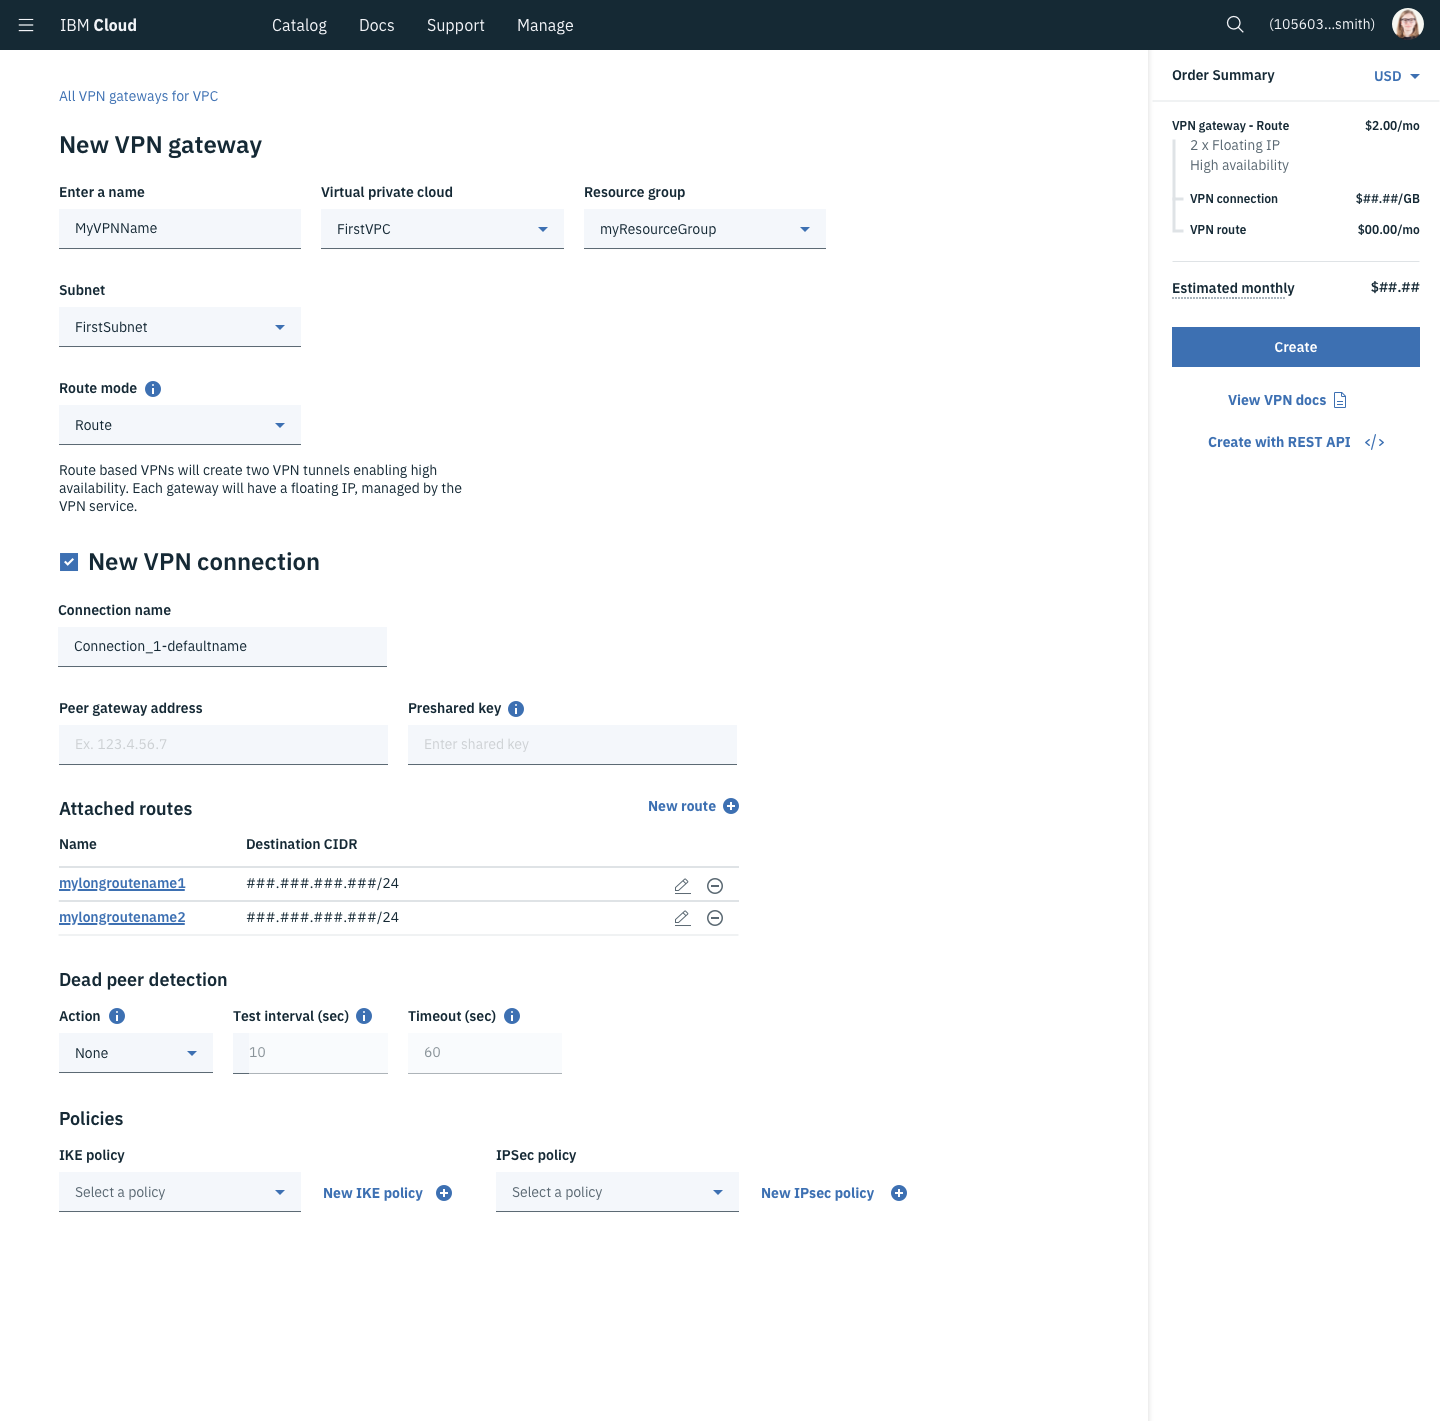 IBM Cloud
Catalog
Docs
Support
Manage
(105603...smith)
All VPN gateways for VPC
New VPN gateway
Enter a name
Virtual private cloud
Resource group
MyVPNName
FirstVPC
myResourceGroup
Subnet
FirstSubnet
Route mode
Route
Route based VPNs will create two VPN tunnels enabling high
availability. Each gateway will have a floating IP, managed by the
VPN service.
New VPN connection
Connection name
Connection_1-defaultname
Peer gateway address
Preshared key
Ex. 123.4.56.7
Enter shared key
Attached routes
New route
Name
Destination CIDR
mylongroutename1
###.###.###.###/24
mylongroutename2
###.###.###.###/24
Dead peer detection
Action
Test interval (sec)
Timeout (sec)
None
10
60
Policies
IKE policy
IPSec policy
Select a policy
New IKE policy
Select a policy
New IPsec policy
Order Summary
USD
VPN gateway - Route
$2.00/mo
2 x Floating IP
High availability
VPN connection
$##.##/GB
VPN route
$00.00/mo
Estimated monthly
$##.##
Create
View VPN docs
Create with REST API </>